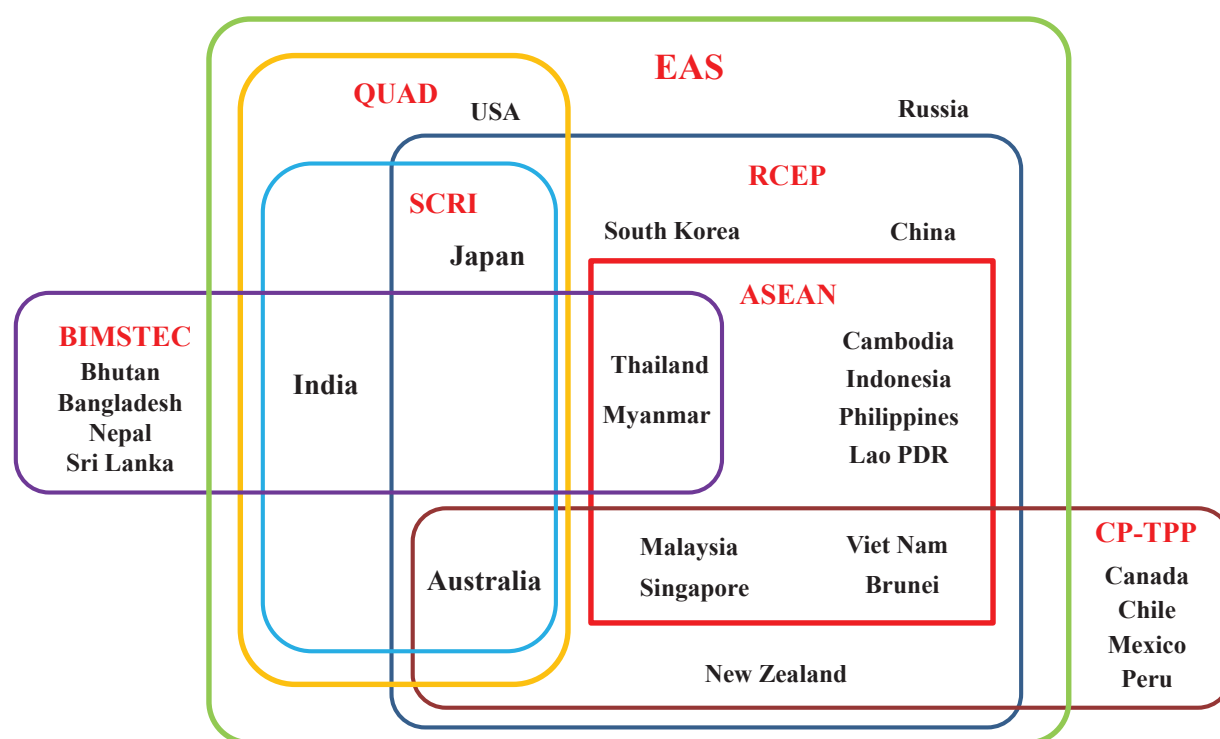 EAS
QUAD
USA
Russia
RCEP
SCRI
South Korea
China
Japan
ASEAN
BIMSTEC
Bhutan
Bangladesh
Nepal
Sri Lanka
India
Thailand
Myanmar
Cambodia
Indonesia
Philippines
Lao PDR
Malaysia
Singapore
Viet Nam
Brunei
Australia
New Zealand
CP-TPP
Canada
Chile
Mexico
Peru